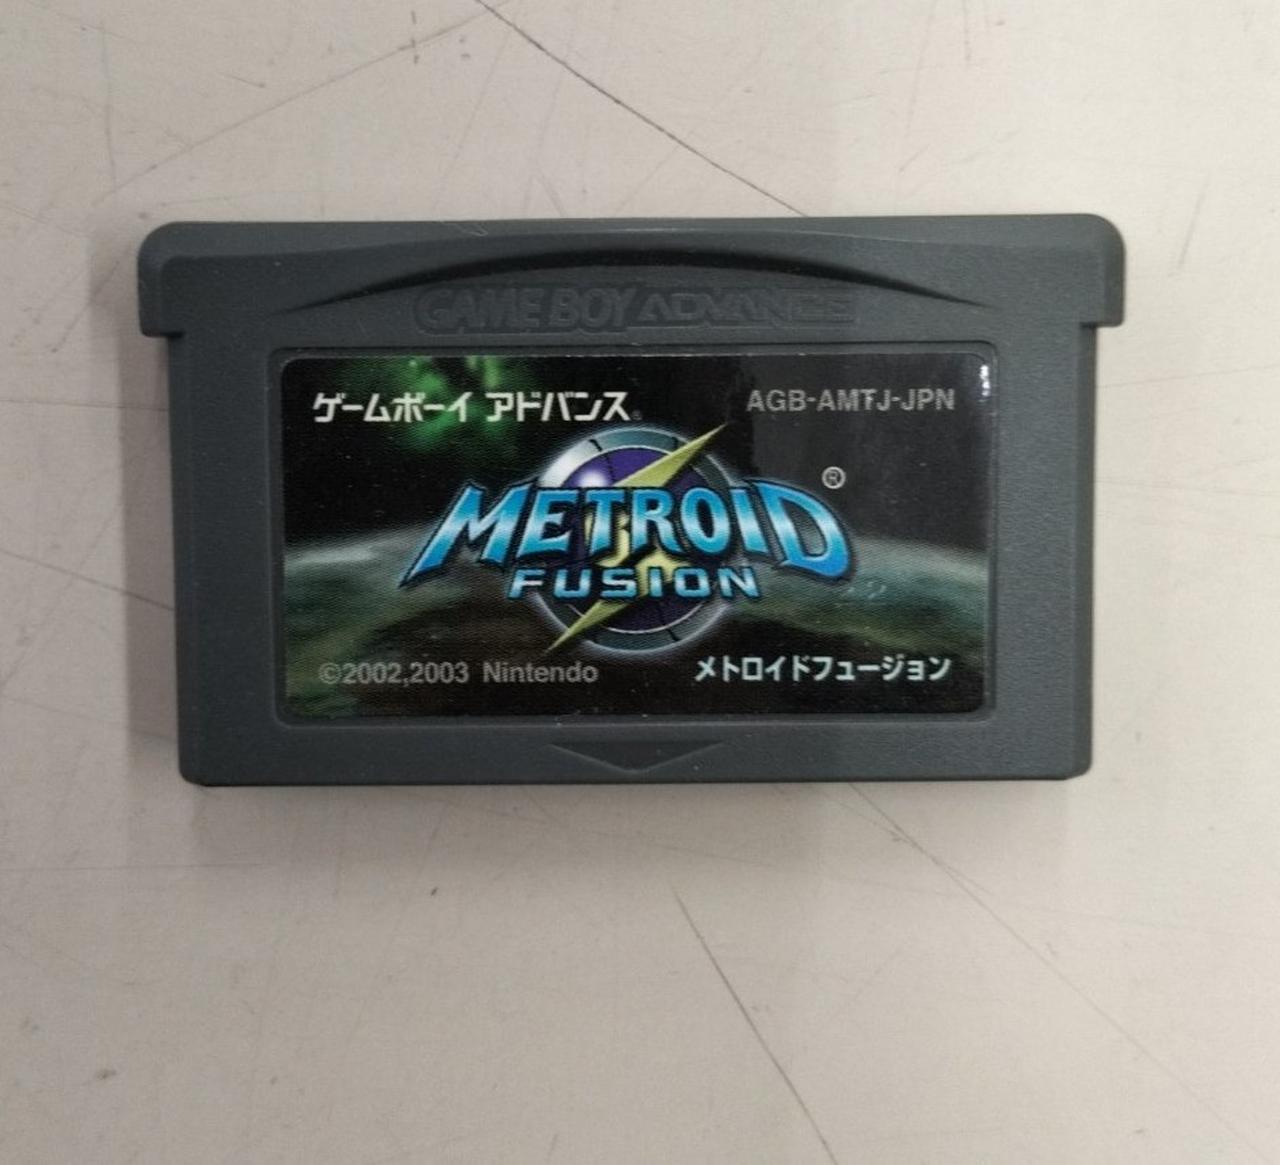 GAME BOY ADVANCE
ゲームボーイ アドバンス
AGB-AMTJ-JPN
METROID®
FUSION
©2002,2003 Nintendo
メトロイドフュージョン